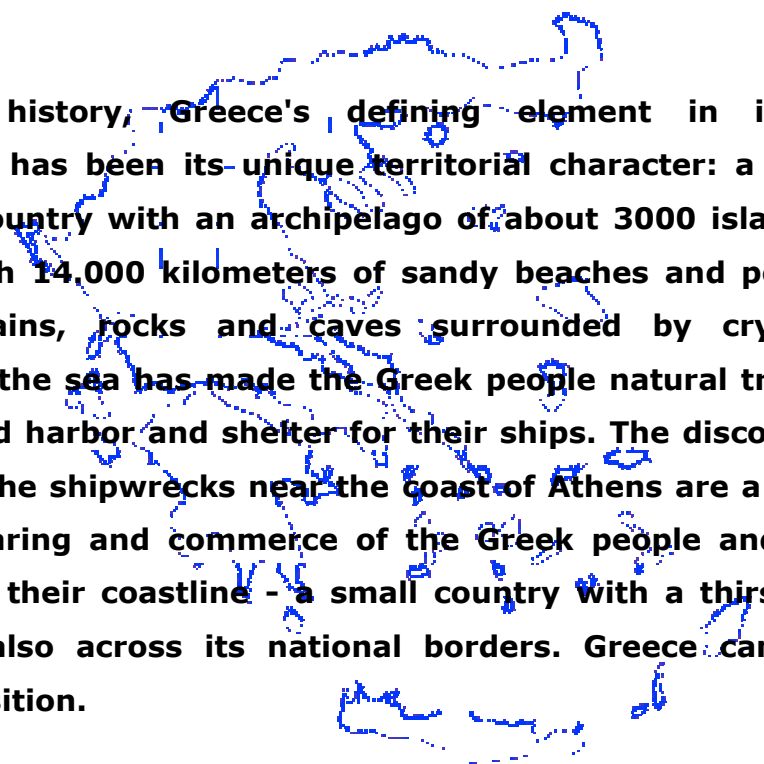 history, Greece's defining element in i
has been its unique territorial character: a
ountry with an archipelago of about 3000 isla
h 14.000 kilometers of sandy beaches and p
ains, rocks and caves surrounded by cry
the sea has made the Greek people natural tr
d harbor and shelter for their ships. The disco
he shipwrecks near the coast of Athens are a
aring and commerce of the Greek people an
their coastline - a small country with a thirs
also across its national borders. Greece can
ition.